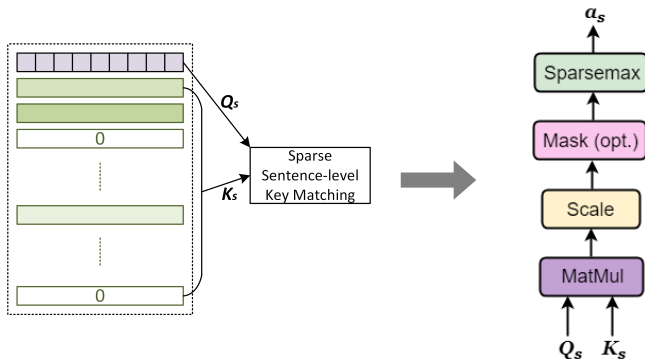 0
0
Qs
Ks
Sparse
Sentence-level
Key Matching
as
Sparsemax
Mask (opt.)
Scale
MatMul
Qs
Ks